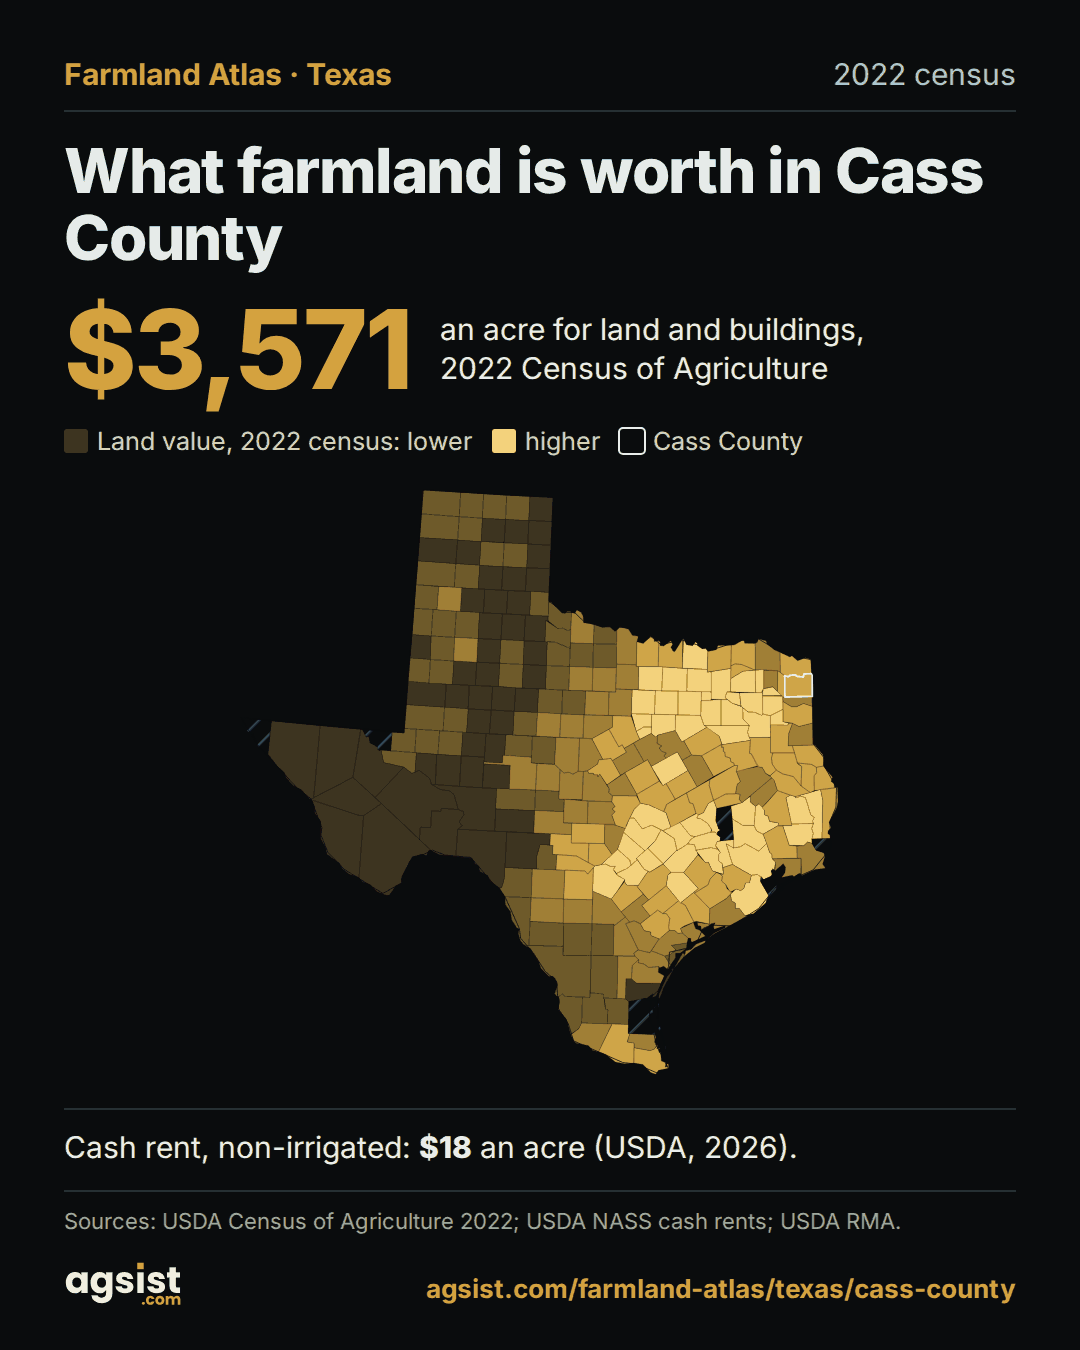 Farmland Atlas · Texas
2022 census
What farmland is worth in Cass
County
$3,571
an acre for land and buildings,
2022 Census of Agriculture
Land value, 2022 census: lower
higher
Cass County
Cash rent, non-irrigated: $18 an acre (USDA, 2026).
Sources: USDA Census of Agriculture 2022; USDA NASS cash rents; USDA RMA.
agsist
.com
agsist.com/farmland-atlas/texas/cass-county